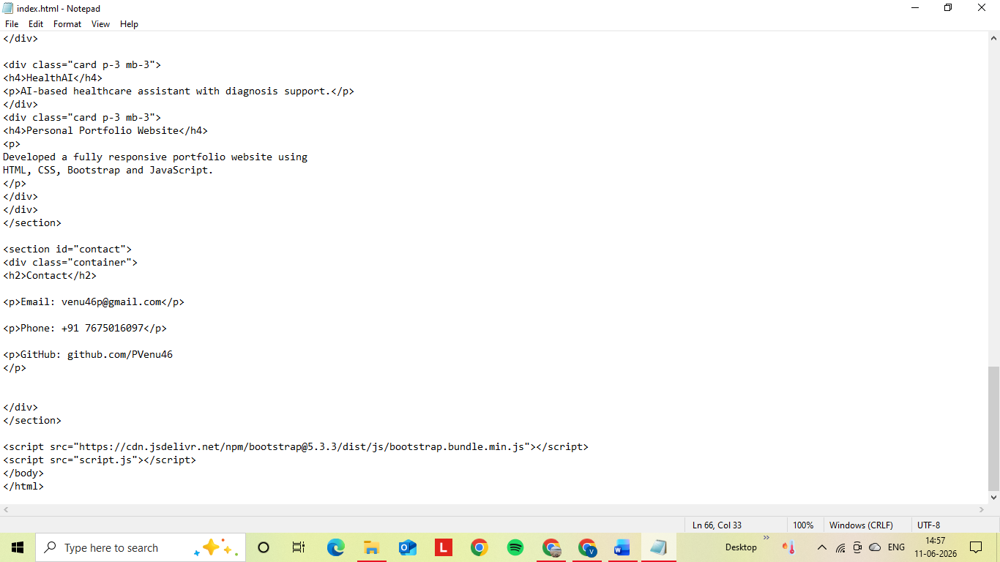 index.html - Notepad
File Edit Format View Help
</div>
<div class="card p-3 mb-3">
<h4>HealthAI</h4>
<p>AI-based healthcare assistant with diagnosis support.</p>
</div>
<div class="card p-3 mb-3">
<h4>Personal Portfolio Website</h4>
<p>
Developed a fully responsive portfolio website using
HTML, CSS, Bootstrap and JavaScript.
</p>
</div>
</div>
</section>
<section id="contact">
<div class="container">
<h2>Contact</h2>
<p>Email: venu46p@gmail.com</p>
<p>Phone: +91 7675016097</p>
<p>GitHub: github.com/PVenu46
</p>
</div>
</section>
<script src="https://cdn.jsdelivr.net/npm/bootstrap@5.3.3/dist/js/bootstrap.bundle.min.js"></script>
<script src="script.js"></script>
</body>
</html>
Ln 66, Col 33 100% Windows (CRLF) UTF-8
Type here to search
L
V
W
Desktop
ENG
14:57
11-06-2026